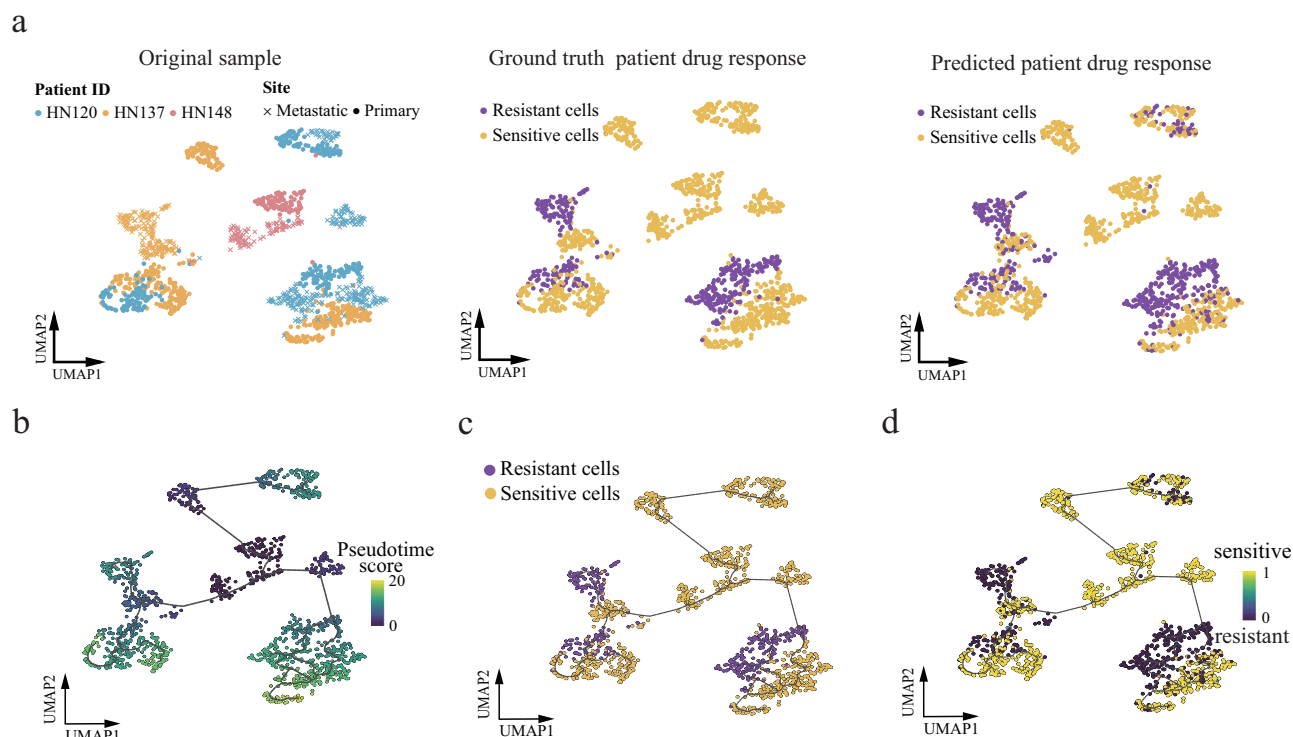 a
Original sample
Ground truth patient drug response
Predicted patient drug response
Patient ID
Site
HN120 HN137 HN148
Metastatic Primary
Resistant cells
Sensitive cells
Resistant cells
Sensitive cells
UMAP2
UMAP1
UMAP2
UMAP1
UMAP2
UMAP1
b
c
d
Resistant cells
Sensitive cells
Pseudotime
score
20
0
sensitive
1
0
resistant
UMAP2
UMAP1
UMAP2
UMAP1
UMAP2
UMAP1